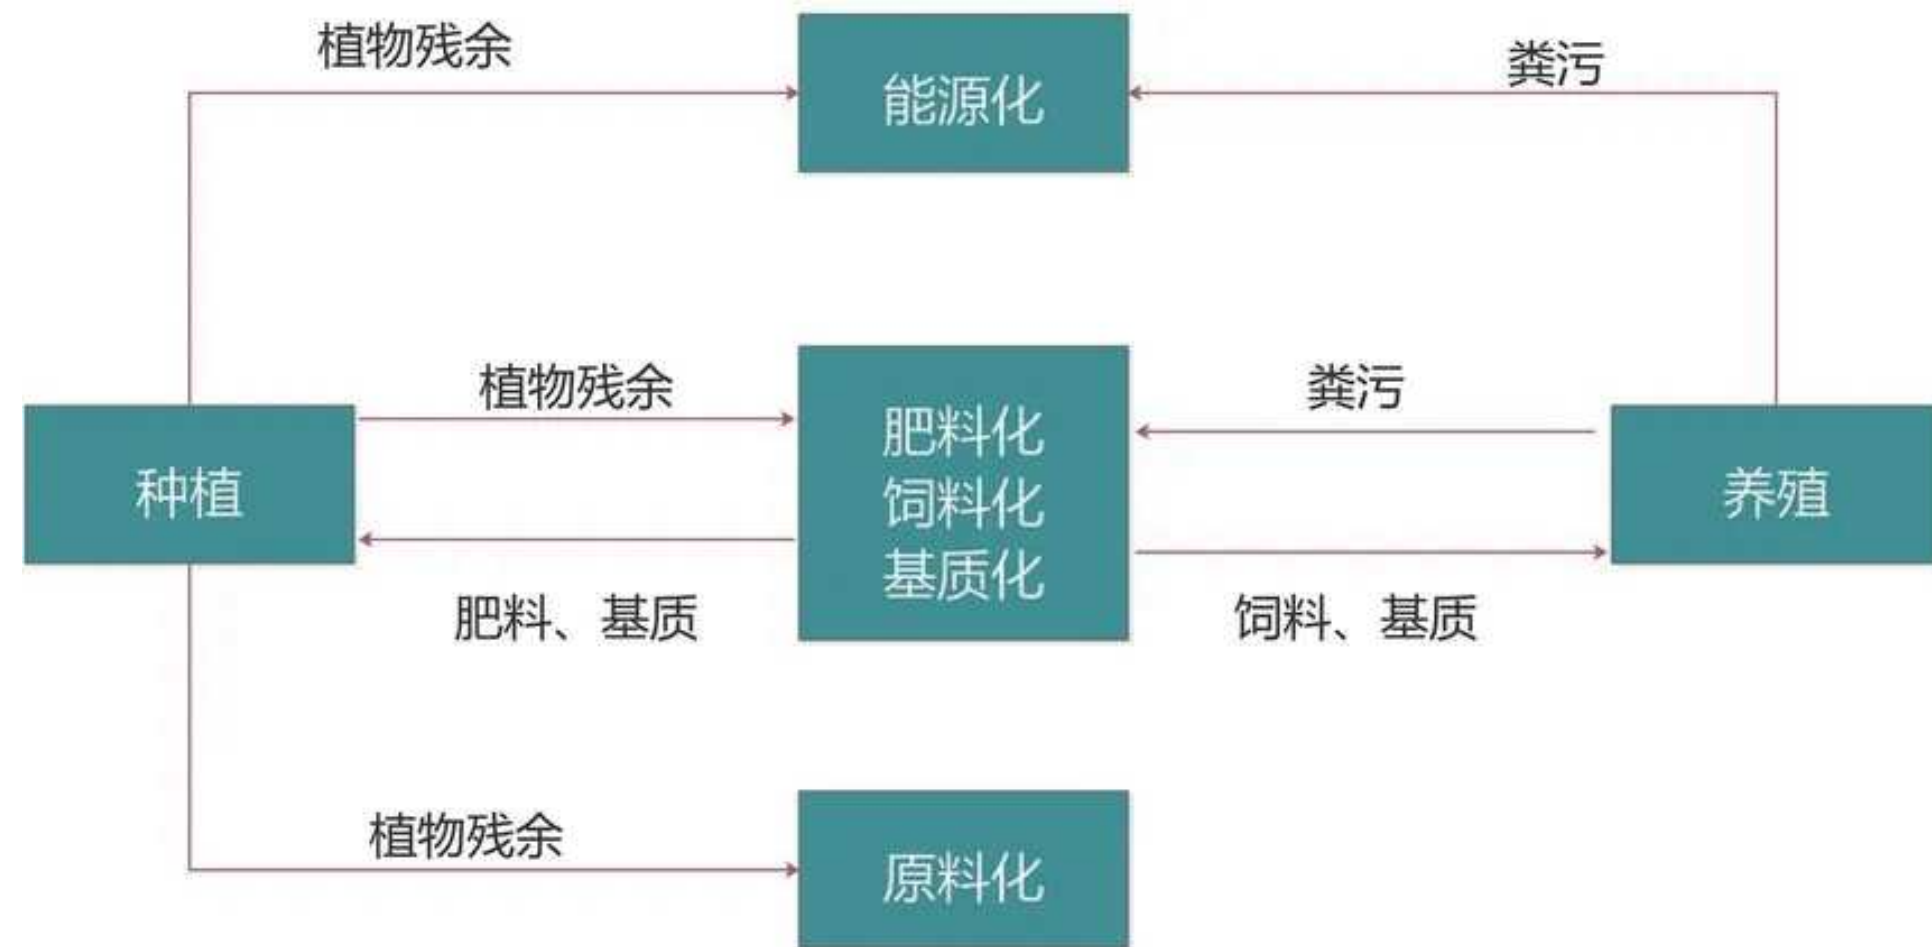 植物残余
能源化
粪污
植物残余
粪污
种植
肥料化
饲料化
基质化
养殖
肥料、基质
饲料、基质
植物残余
原料化